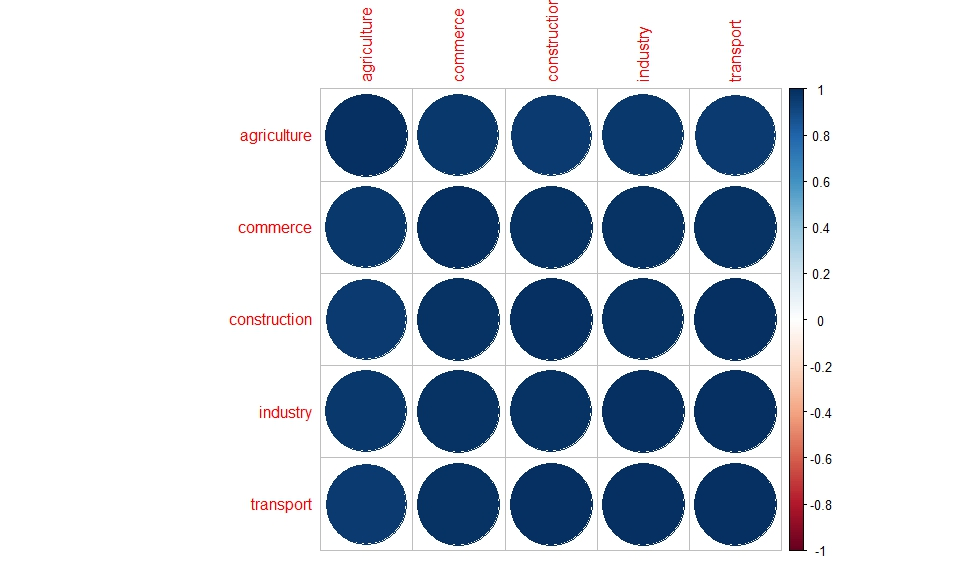 agriculture
commerce
construction
industry
transport
agriculture
commerce
construction
industry
transport
1
0.8
0.6
0.4
0.2
0
-0.2
-0.4
-0.6
-0.8
-1